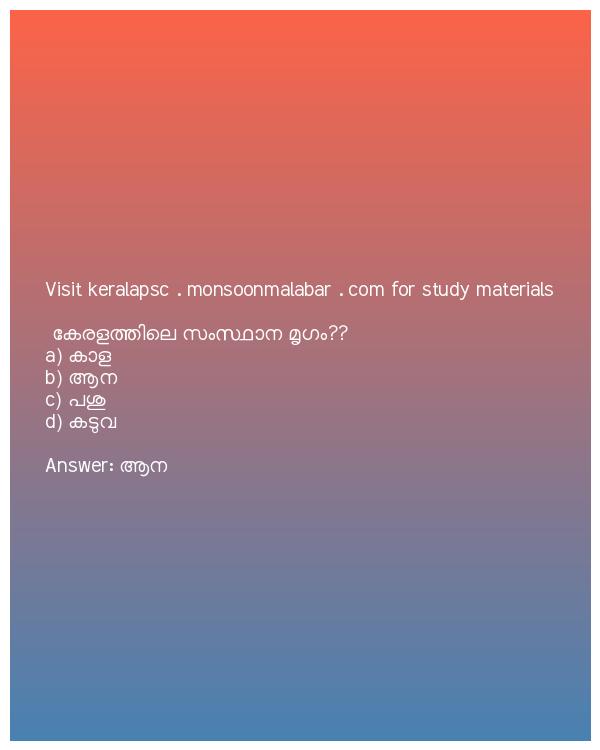 Visit keralapsc . monsoonmalabar . com for study materials
കേരളത്തിലെ സംസ്ഥാന മൃഗം??
a) കാള
b) ആന
c) പശു
d) കടുവ
Answer: ആന